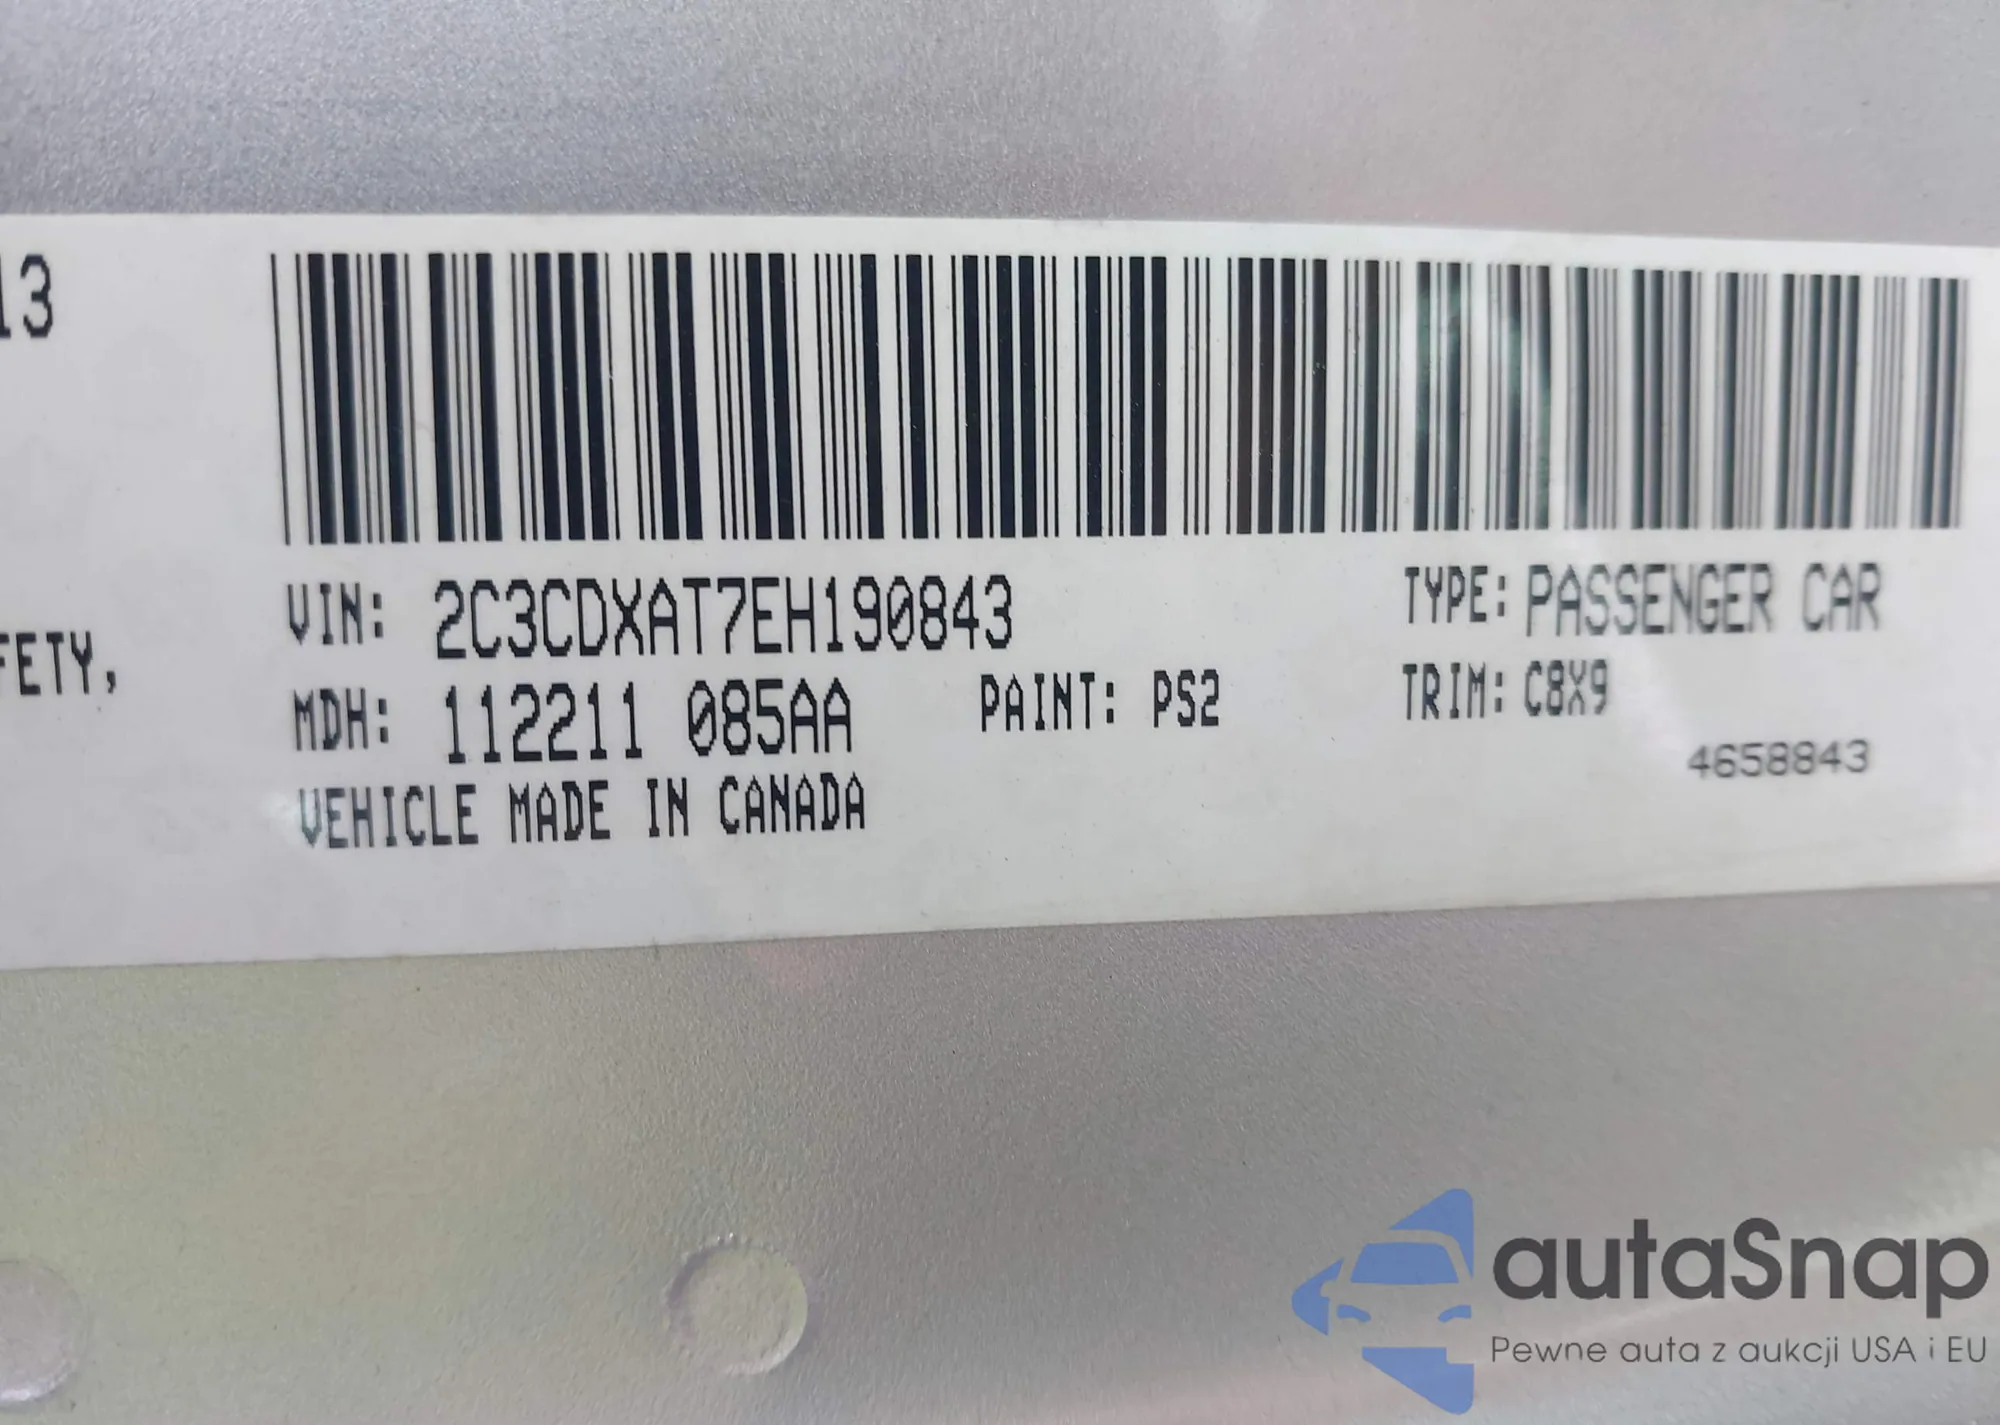 13
FETY,
VIN: 2C3CDXAT7EH190843
TYPE: PASSENGER CAR
MDH: 112211 085AA
PAINT: PS2
TRIM: C8X9
4658843
VEHICLE MADE IN CANADA
autaSnap
Pewne auta z aukcji USA i EU